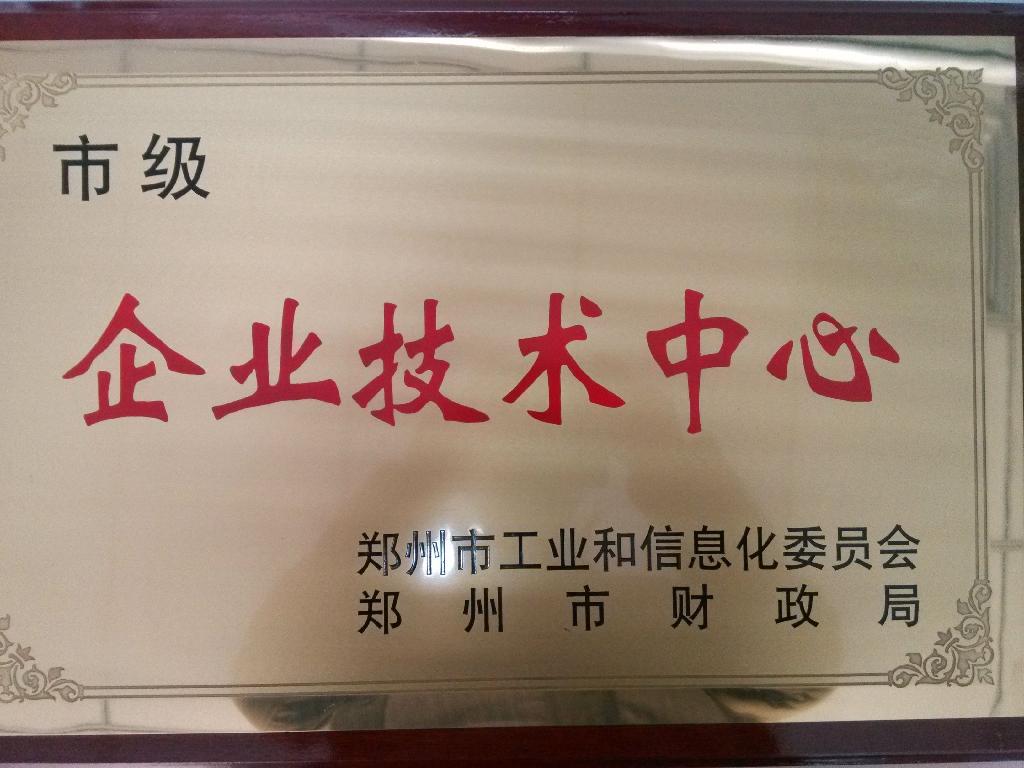 市级
企业技术中心
郑州市工业和信息化委员会
郑州市财政局